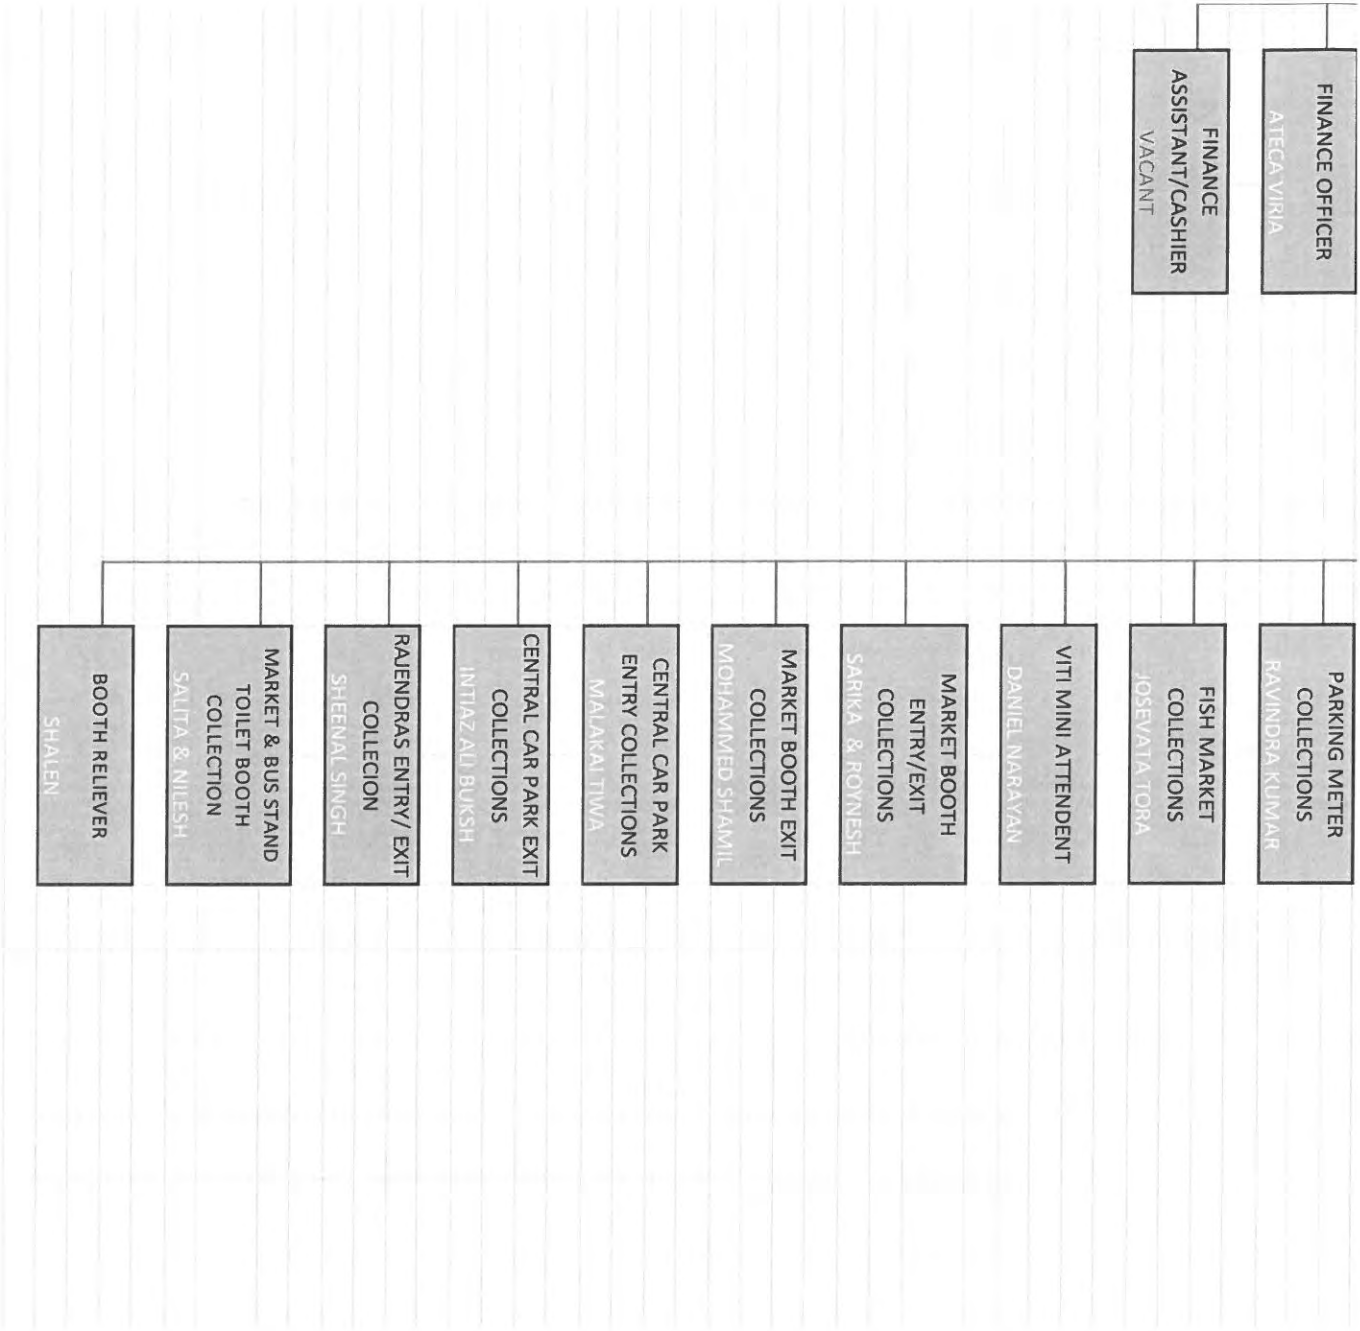 FINANCE OFFICER
ATECA VIRIA
FINANCE
ASSISTANT/CASHIER
VACANT
PARKING METER
COLLECTIONS
RAVINDRA KUMAR
FISH MARKET
COLLECTIONS
JOSEVATA TORA
VITI MINI ATTENDENT
DANIEL NARAYAN
MARKET BOOTH
ENTRY/EXIT
COLLECTIONS
SARIKA & ROYNESH
MARKET BOOTH EXIT
COLLECTIONS
MOHAMMED SHAMIL
CENTRAL CAR PARK
ENTRY COLLECTIONS
MALAKAI TIWA
CENTRAL CAR PARK EXIT
COLLECTIONS
INTIAZ ALI BUKSH
RAJENDRAS ENTRY/ EXIT
COLLECIION
SHEENAL SINGH
MARKET & BUS STAND
TOILET BOOTH
COLLECTION
SALITA & NILESH
BOOTH RELIEVER
SHALEN